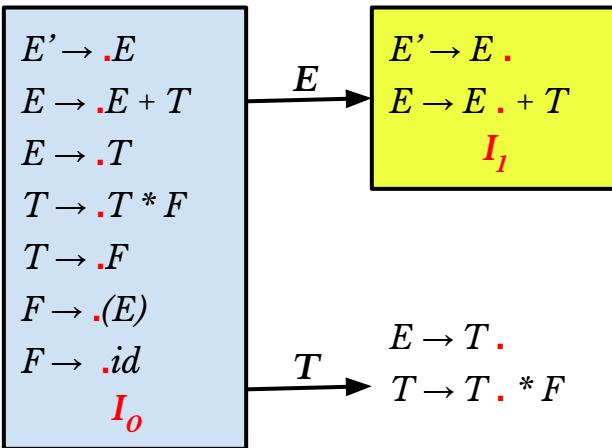 E’ → .E
E → .E + T
E → .T
T → .T * F
T → .F
F → .(E)
F → .id
I₀
E
E’ → E .
E → E . + T
I₁
T
E → T .
T → T . * F